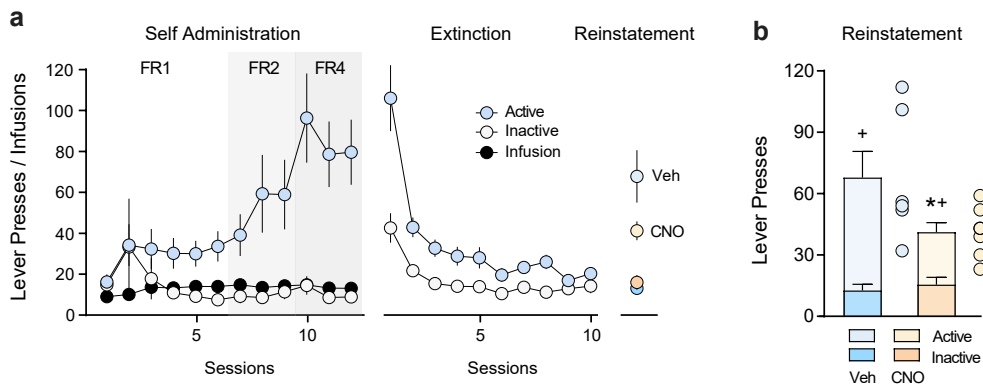 a
Self Administration
Extinction
Reinstatement
FR1
FR2
FR4
Lever Presses / Infusions
120
100
80
60
40
20
0
5
10
Sessions
Active
Inactive
Infusion
5
10
Sessions
Veh
CNO
b
Reinstatement
Lever Presses
120
90
60
30
0
+
*+
Active
Inactive
Veh
CNO